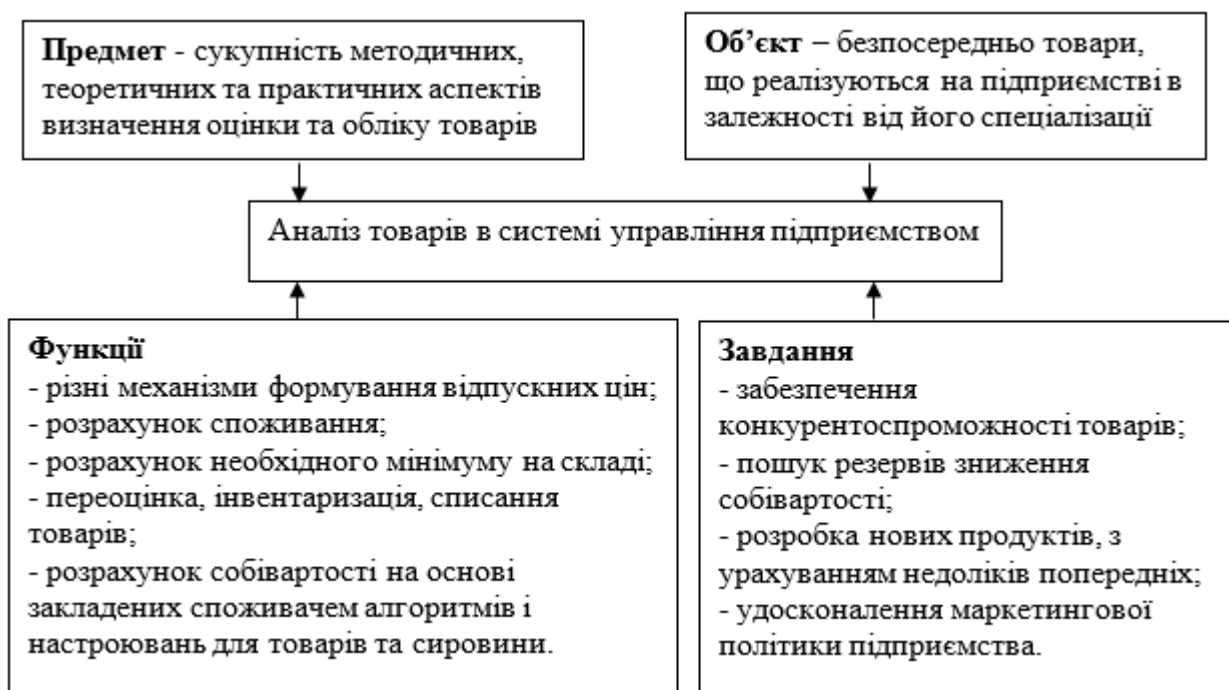 Предмет - сукупність методичних,
теоретичних та практичних аспектів
визначення оцінки та обліку товарів
Об’єкт – безпосередньо товари,
що реалізуються на підприємстві в
залежності від його спеціалізації
Аналіз товарів в системі управління підприємством
Функції
- різні механізми формування відпускних цін;
- розрахунок споживання;
- розрахунок необхідного мінімуму на складі;
- переоцінка, інвентаризація, списання
товарів;
- розрахунок собівартості на основі
закладених споживачем алгоритмів і
настроювань для товарів та сировини.
Завдання
- забезпечення
конкурентоспроможності товарів;
- пошук резервів зниження
собівартості;
- розробка нових продуктів, з
урахуванням недоліків попередніх;
- удосконалення маркетингової
політики підприємства.